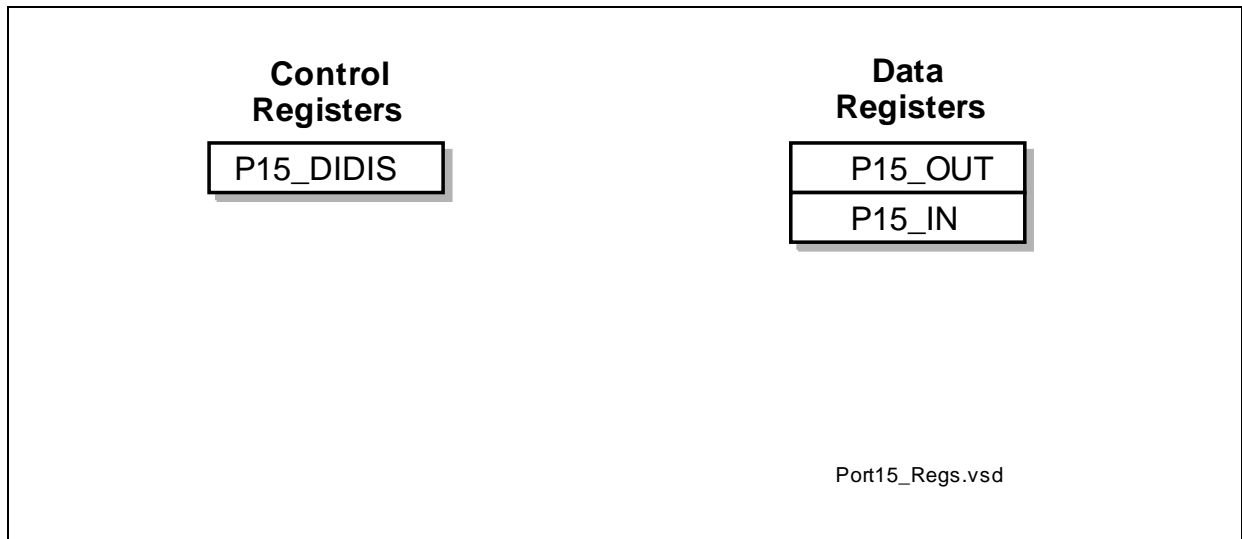 Control
Registers
P15_DIDIS
Data
Registers
P15_OUT
P15_IN
Port15_Regs.vsd